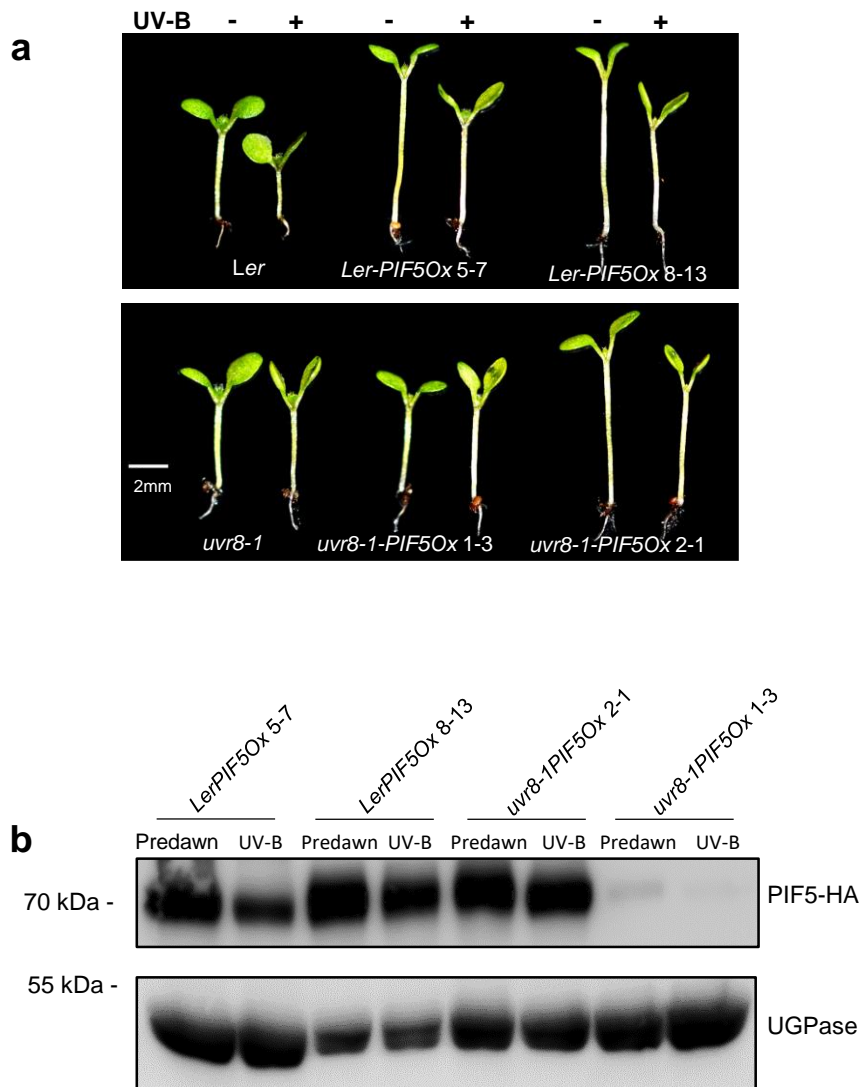 UV-B - + - + - +
a
Ler Ler-PIF5Ox 5-7 Ler-PIF5Ox 8-13
2mm
uvr8-1 uvr8-1-PIF5Ox 1-3 uvr8-1-PIF5Ox 2-1
LerPIF5Ox 5-7 LerPIF5Ox 8-13 uvr8-1PIF5Ox 2-1 uvr8-1PIF5Ox 1-3
b
Predawn UV-B Predawn UV-B Predawn UV-B Predawn UV-B
70 kDa - PIF5-HA
55 kDa -
UGPase